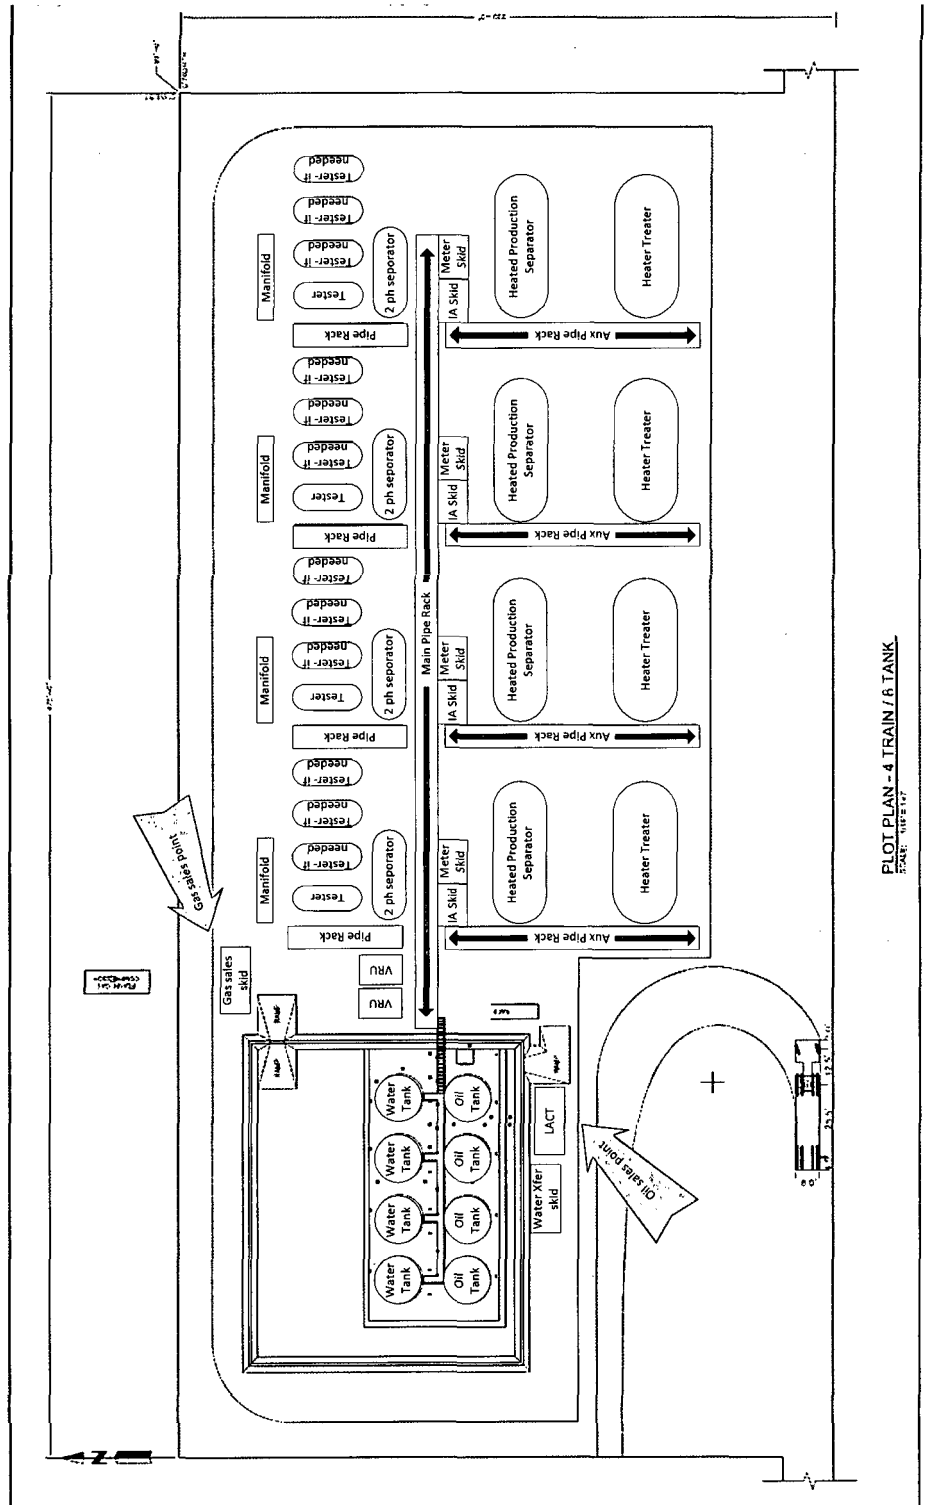 Tester- if
needed
Tester- if
needed
Tester- if
needed
Tester
Manifold
2 ph seporator
Pipe Rack
Meter
Skid
IA Skid
Heated Production
Separator
Heater Treater
Aux Pipe Rack
Tester- if
needed
Tester- if
needed
Tester- if
needed
Tester
Manifold
2 ph seporator
Pipe Rack
Meter
Skid
IA Skid
Heated Production
Separator
Heater Treater
Aux Pipe Rack
Main Pipe Rack
Tester- if
needed
Tester- if
needed
Tester- if
needed
Tester
Manifold
2 ph seporator
Pipe Rack
Meter
Skid
IA Skid
Heated Production
Separator
Heater Treater
Aux Pipe Rack
Tester- if
needed
Tester- if
needed
Tester- if
needed
Tester
Manifold
2 ph seporator
Pipe Rack
Meter
Skid
IA Skid
Heated Production
Separator
Heater Treater
Aux Pipe Rack
Gas sales point
Gas sales
skid
VRU
VRU
RAMP
RAMP
RAMP
Water
Tank
Oil
Tank
Water
Tank
Oil
Tank
Water
Tank
Oil
Tank
Water
Tank
Oil
Tank
LACT
Water Xfer
skid
Oil sales point
12.5'
N
PLOT PLAN - 4 TRAIN / 8 TANK
SCALE: